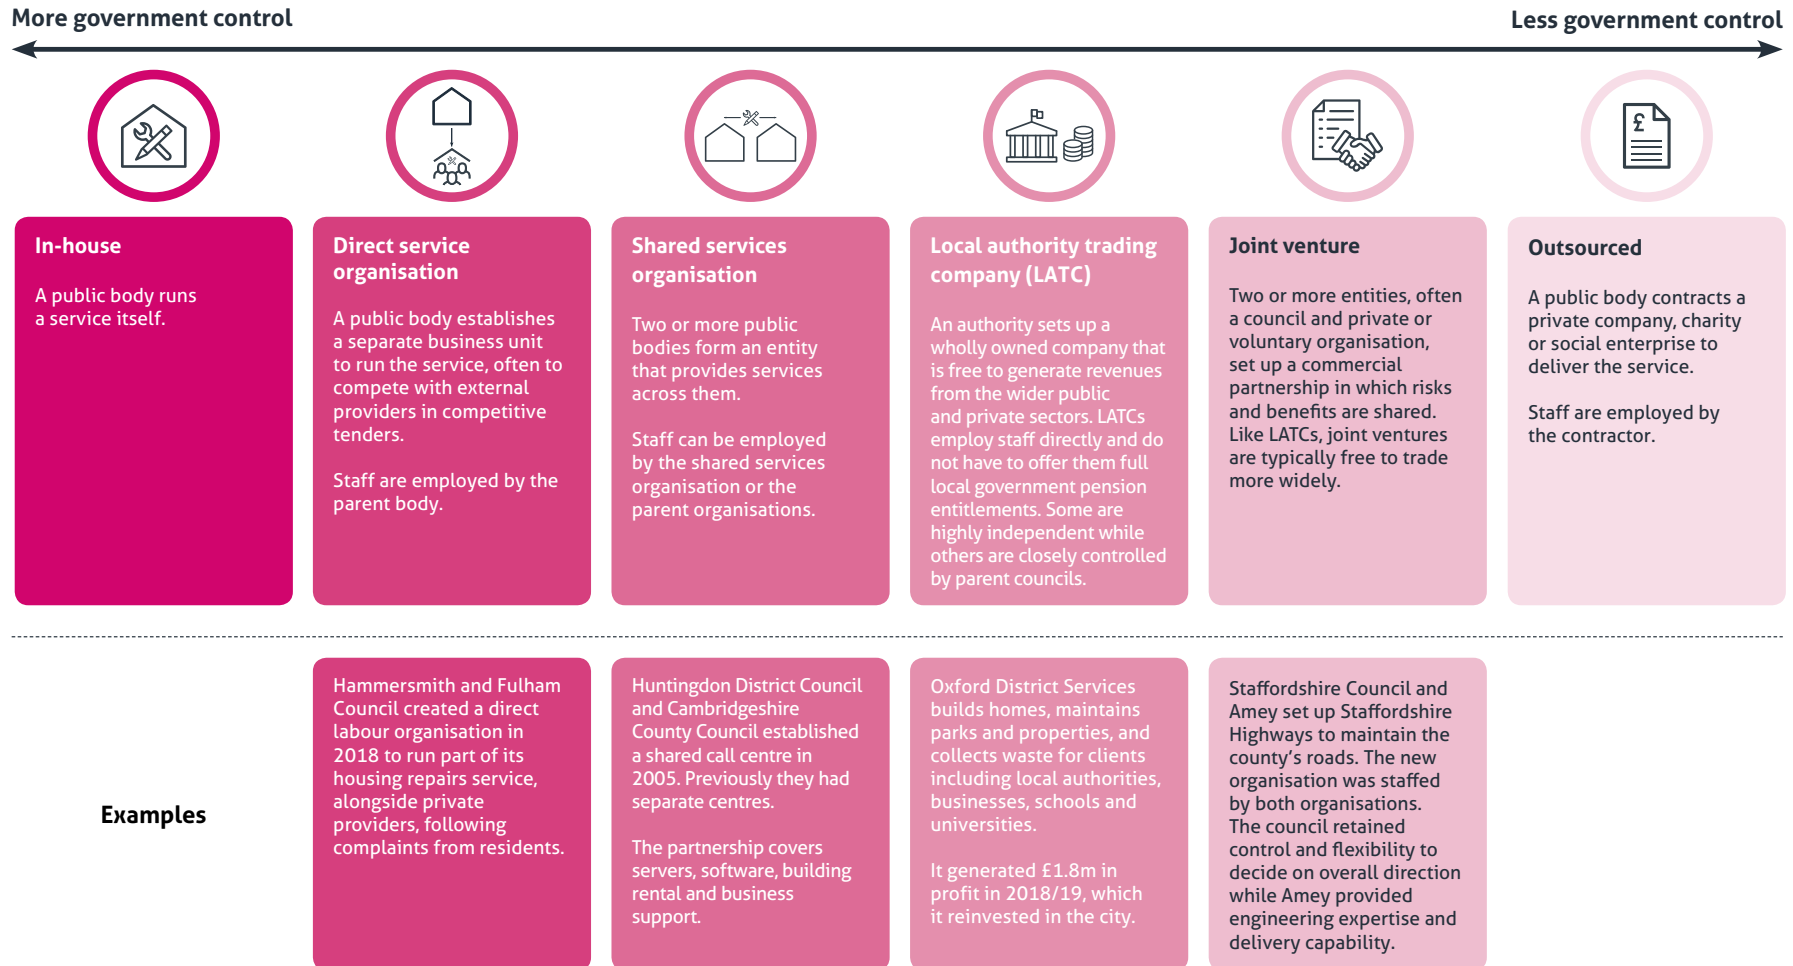 More government control
Less government control
£
In-house
A public body runs
a service itself.
Direct service
organisation
A public body establishes
a separate business unit
to run the service, often to
compete with external
providers in competitive
tenders.
Staff are employed by the
parent body.
Shared services
organisation
Two or more public
bodies form an entity
that provides services
across them.
Staff can be employed
by the shared services
organisation or the
parent organisations.
Local authority trading
company (LATC)
An authority sets up a
wholly owned company that
is free to generate revenues
from the wider public
and private sectors. LATCs
employ staff directly and do
not have to offer them full
local government pension
entitlements. Some are
highly independent while
others are closely controlled
by parent councils.
Joint venture
Two or more entities, often
a council and private or
voluntary organisation,
set up a commercial
partnership in which risks
and benefits are shared.
Like LATCs, joint ventures
are typically free to trade
more widely.
Outsourced
A public body contracts a
private company, charity
or social enterprise to
deliver the service.
Staff are employed by
the contractor.
Examples
Hammersmith and Fulham
Council created a direct
labour organisation in
2018 to run part of its
housing repairs service,
alongside private
providers, following
complaints from residents.
Huntingdon District Council
and Cambridgeshire
County Council established
a shared call centre in
2005. Previously they had
separate centres.
The partnership covers
servers, software, building
rental and business
support.
Oxford District Services
builds homes, maintains
parks and properties, and
collects waste for clients
including local authorities,
businesses, schools and
universities.
It generated £1.8m in
profit in 2018/19, which
it reinvested in the city.
Staffordshire Council and
Amey set up Staffordshire
Highways to maintain the
county’s roads. The new
organisation was staffed
by both organisations.
The council retained
control and flexibility to
decide on overall direction
while Amey provided
engineering expertise and
delivery capability.